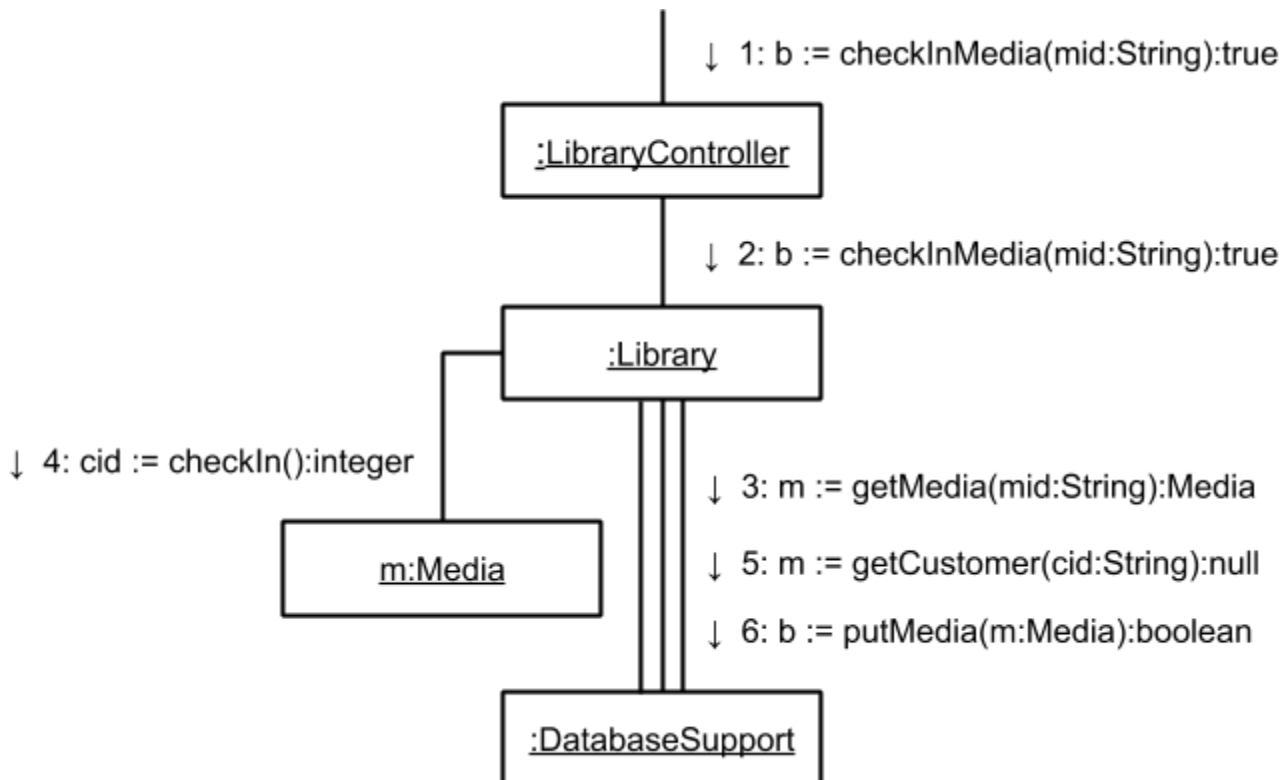 ↓ 1: b := checkInMedia(mid:String):true
:LibraryController
↓ 2: b := checkInMedia(mid:String):true
:Library
↓ 4: cid := checkIn():integer
↓ 3: m := getMedia(mid:String):Media
m:Media
↓ 5: m := getCustomer(cid:String):null
↓ 6: b := putMedia(m:Media):boolean
:DatabaseSupport